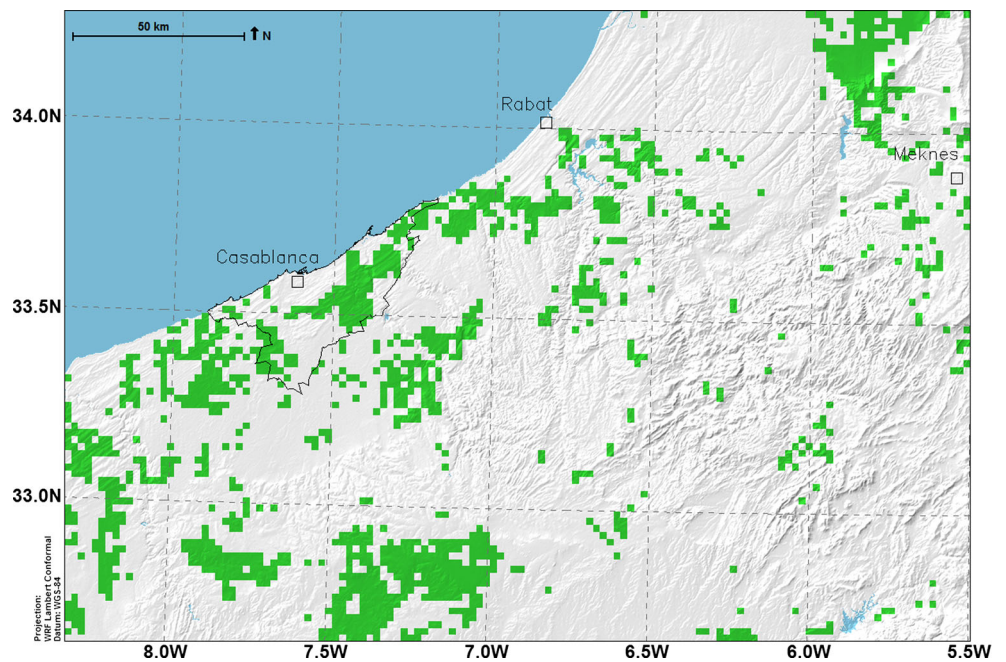 50 km
N
34.0N
Rabat
Meknes
Casablanca
33.5N
33.0N
Projection:
WRF Lambert Conformal
Datum: WGS-84
8.0W 7.5W 7.0W 6.5W 6.0W 5.5W